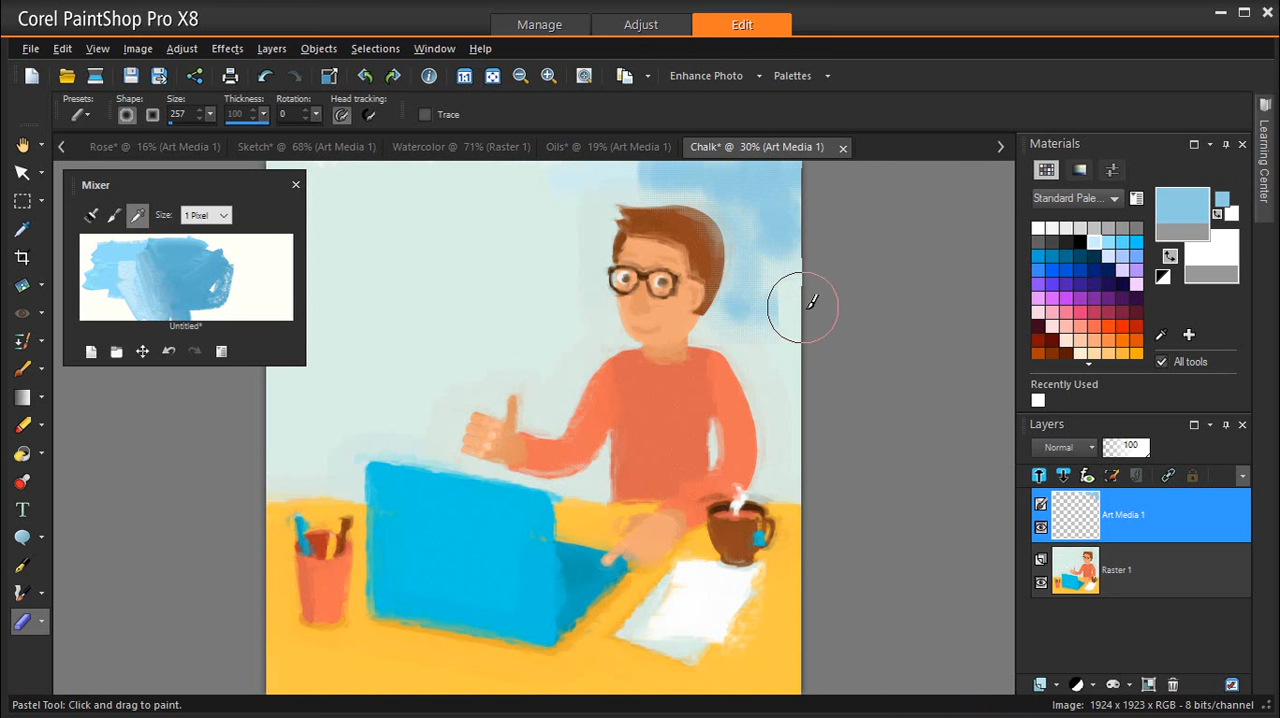 Corel PaintShop Pro X8
Manage Adjust Edit
File Edit View Image Adjust Effects Layers Objects Selections Window Help
1:1 Enhance Photo Palettes
Presets: Shape: Size: Thickness: Rotation: Head tracking:
257 100 0 Trace
Rose* @ 16% (Art Media 1) Sketch* @ 68% (Art Media 1) Watercolor @ 71% (Raster 1) Oils* @ 19% (Art Media 1) Chalk* @ 30% (Art Media 1)
Mixer
Size: 1 Pixel
Untitled*
T
Materials
Standard Pale...
All tools
Recently Used
Layers
Normal 100
Art Media 1
Raster 1
Learning Center
Pastel Tool: Click and drag to paint. Image: 1924 x 1923 x RGB - 8 bits/channel